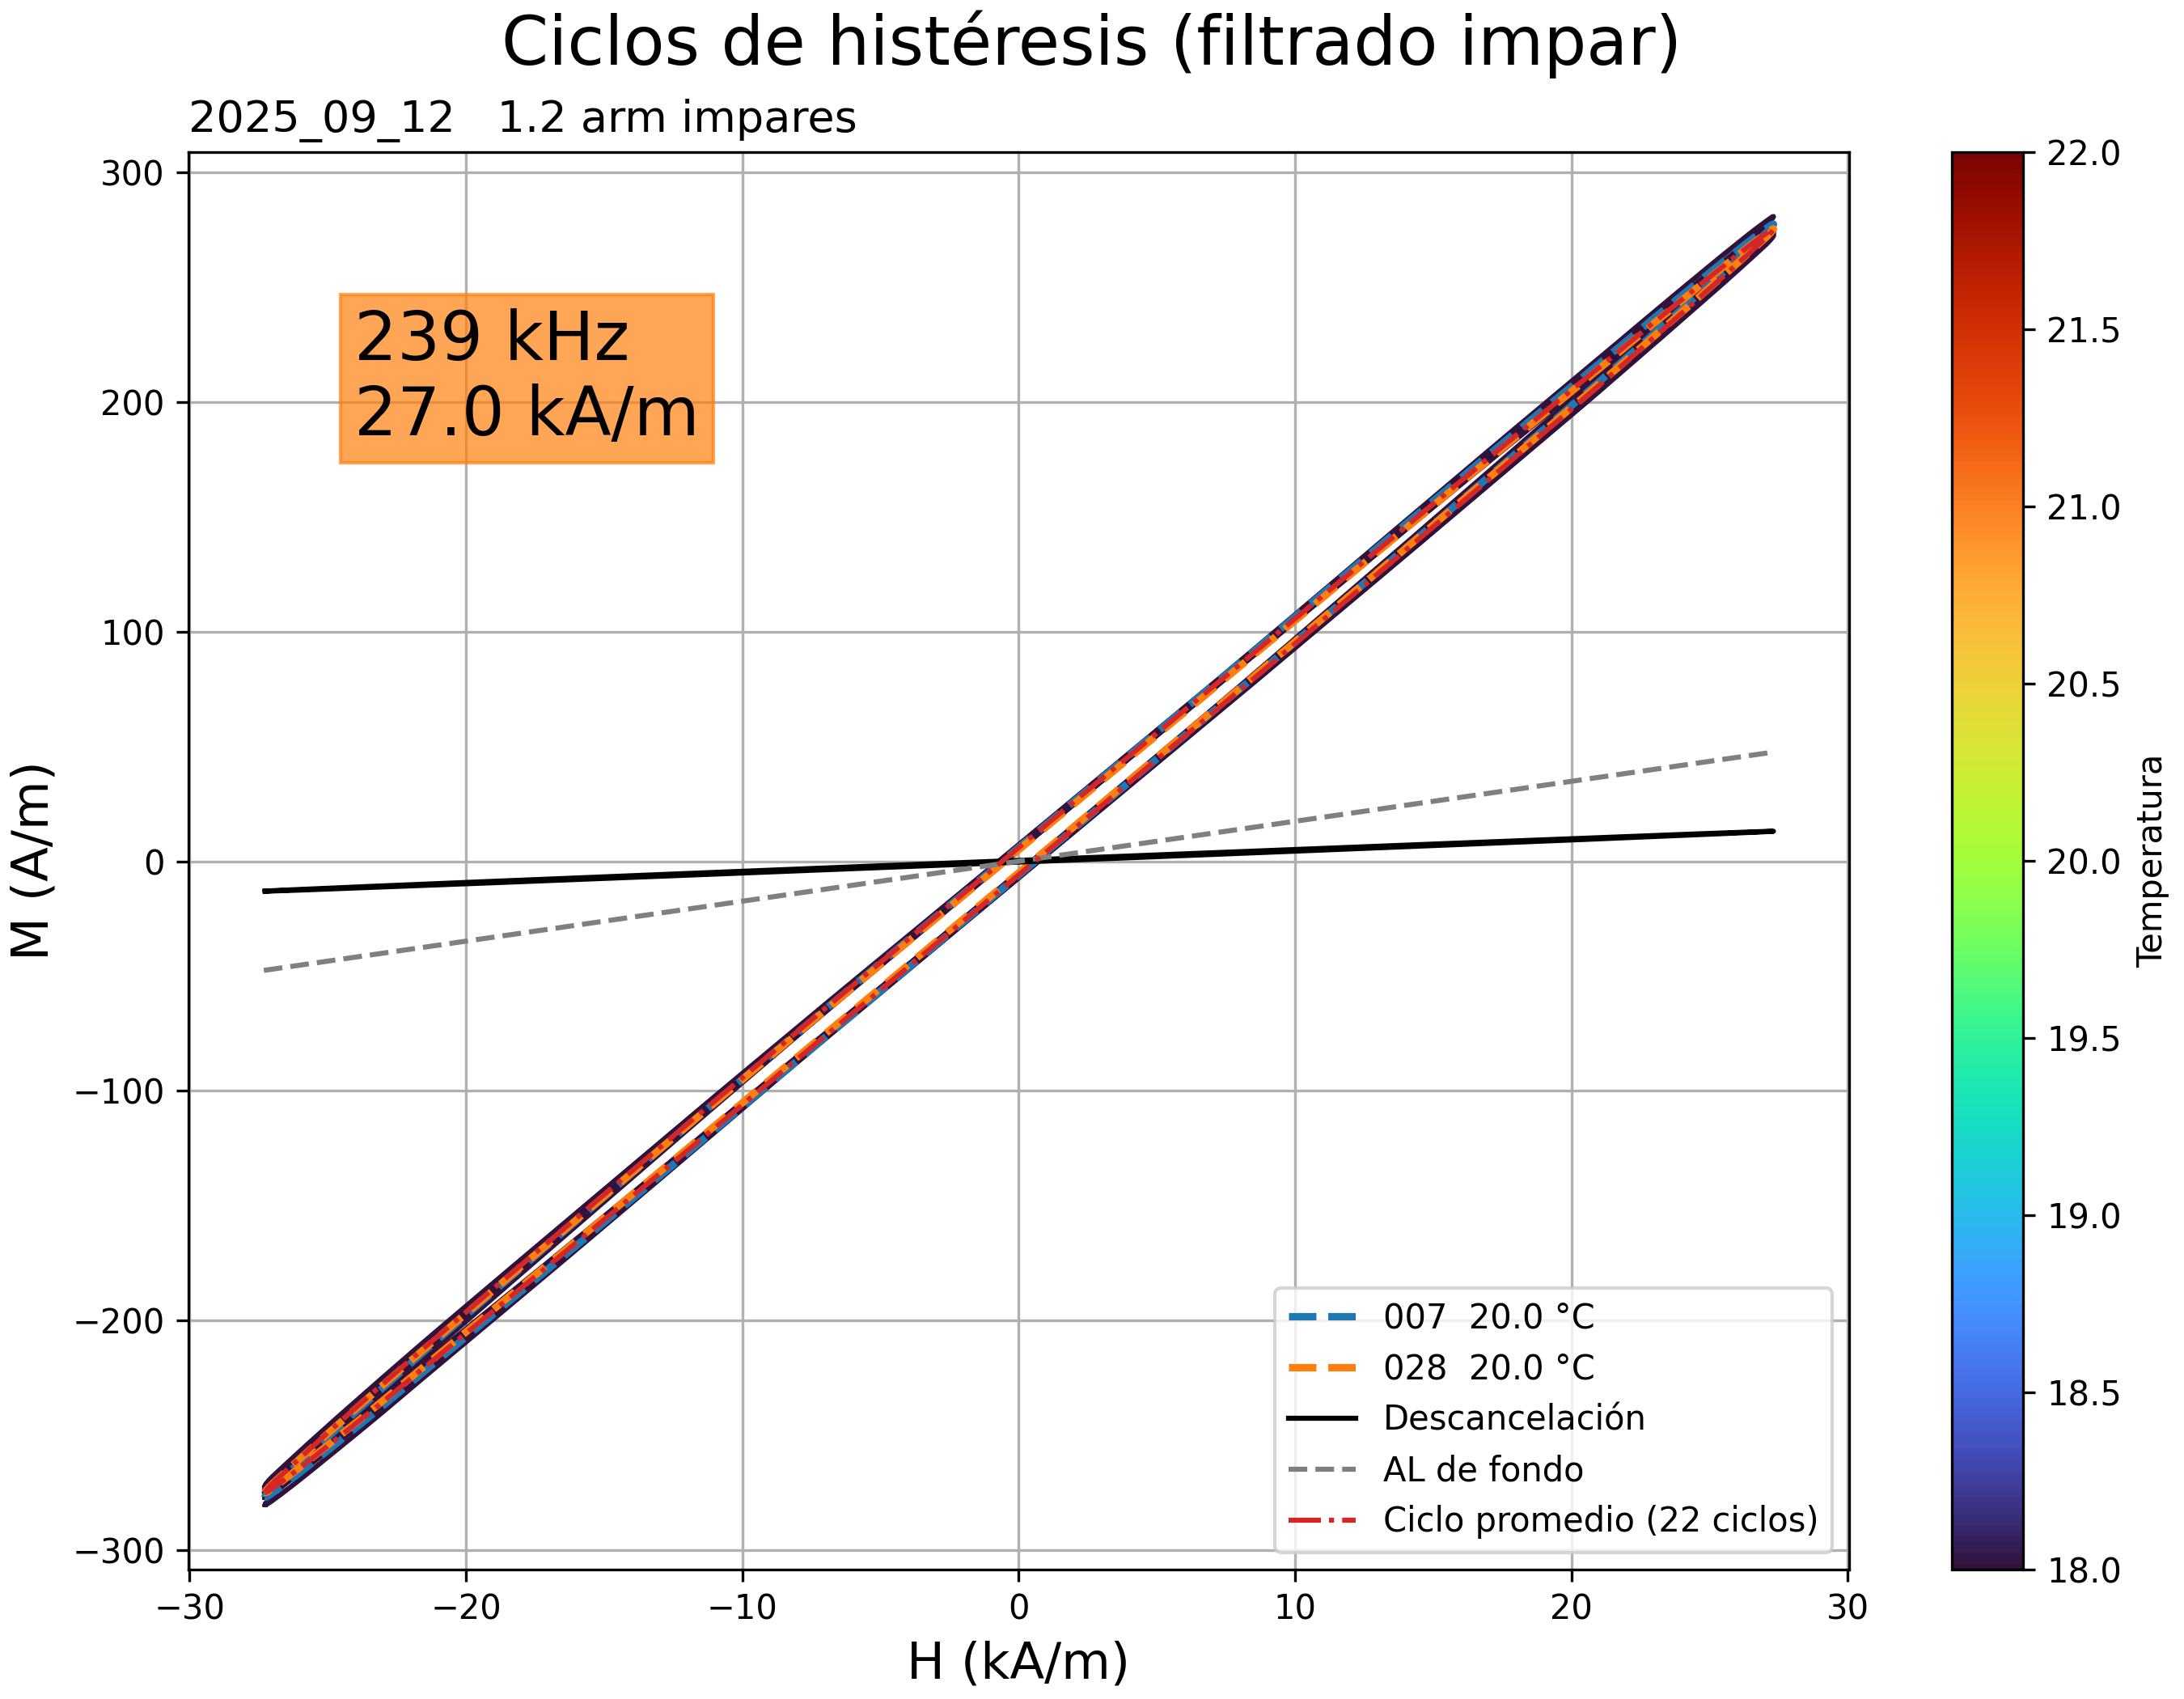 Ciclos de histéresis (filtrado impar)
2025_09_12   1.2 arm impares
300
200
100
0
−100
−200
−300
M (A/m)
239 kHz
27.0 kA/m
007  20.0 °C
028  20.0 °C
Descancelación
AL de fondo
Ciclo promedio (22 ciclos)
−30
−20
−10
0
10
20
30
H (kA/m)
22.0
21.5
21.0
20.5
20.0
19.5
19.0
18.5
18.0
Temperatura